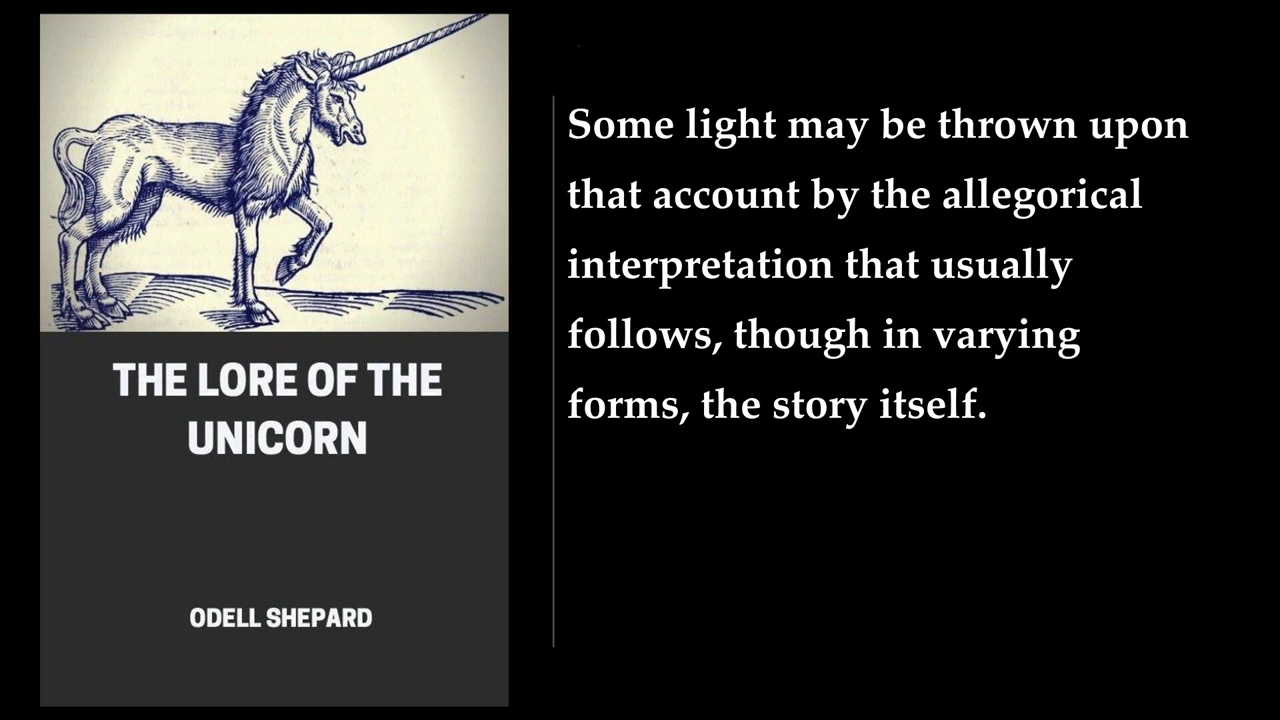 THE LORE OF THE
UNICORN
ODELL SHEPARD
Some light may be thrown upon
that account by the allegorical
interpretation that usually
follows, though in varying
forms, the story itself.